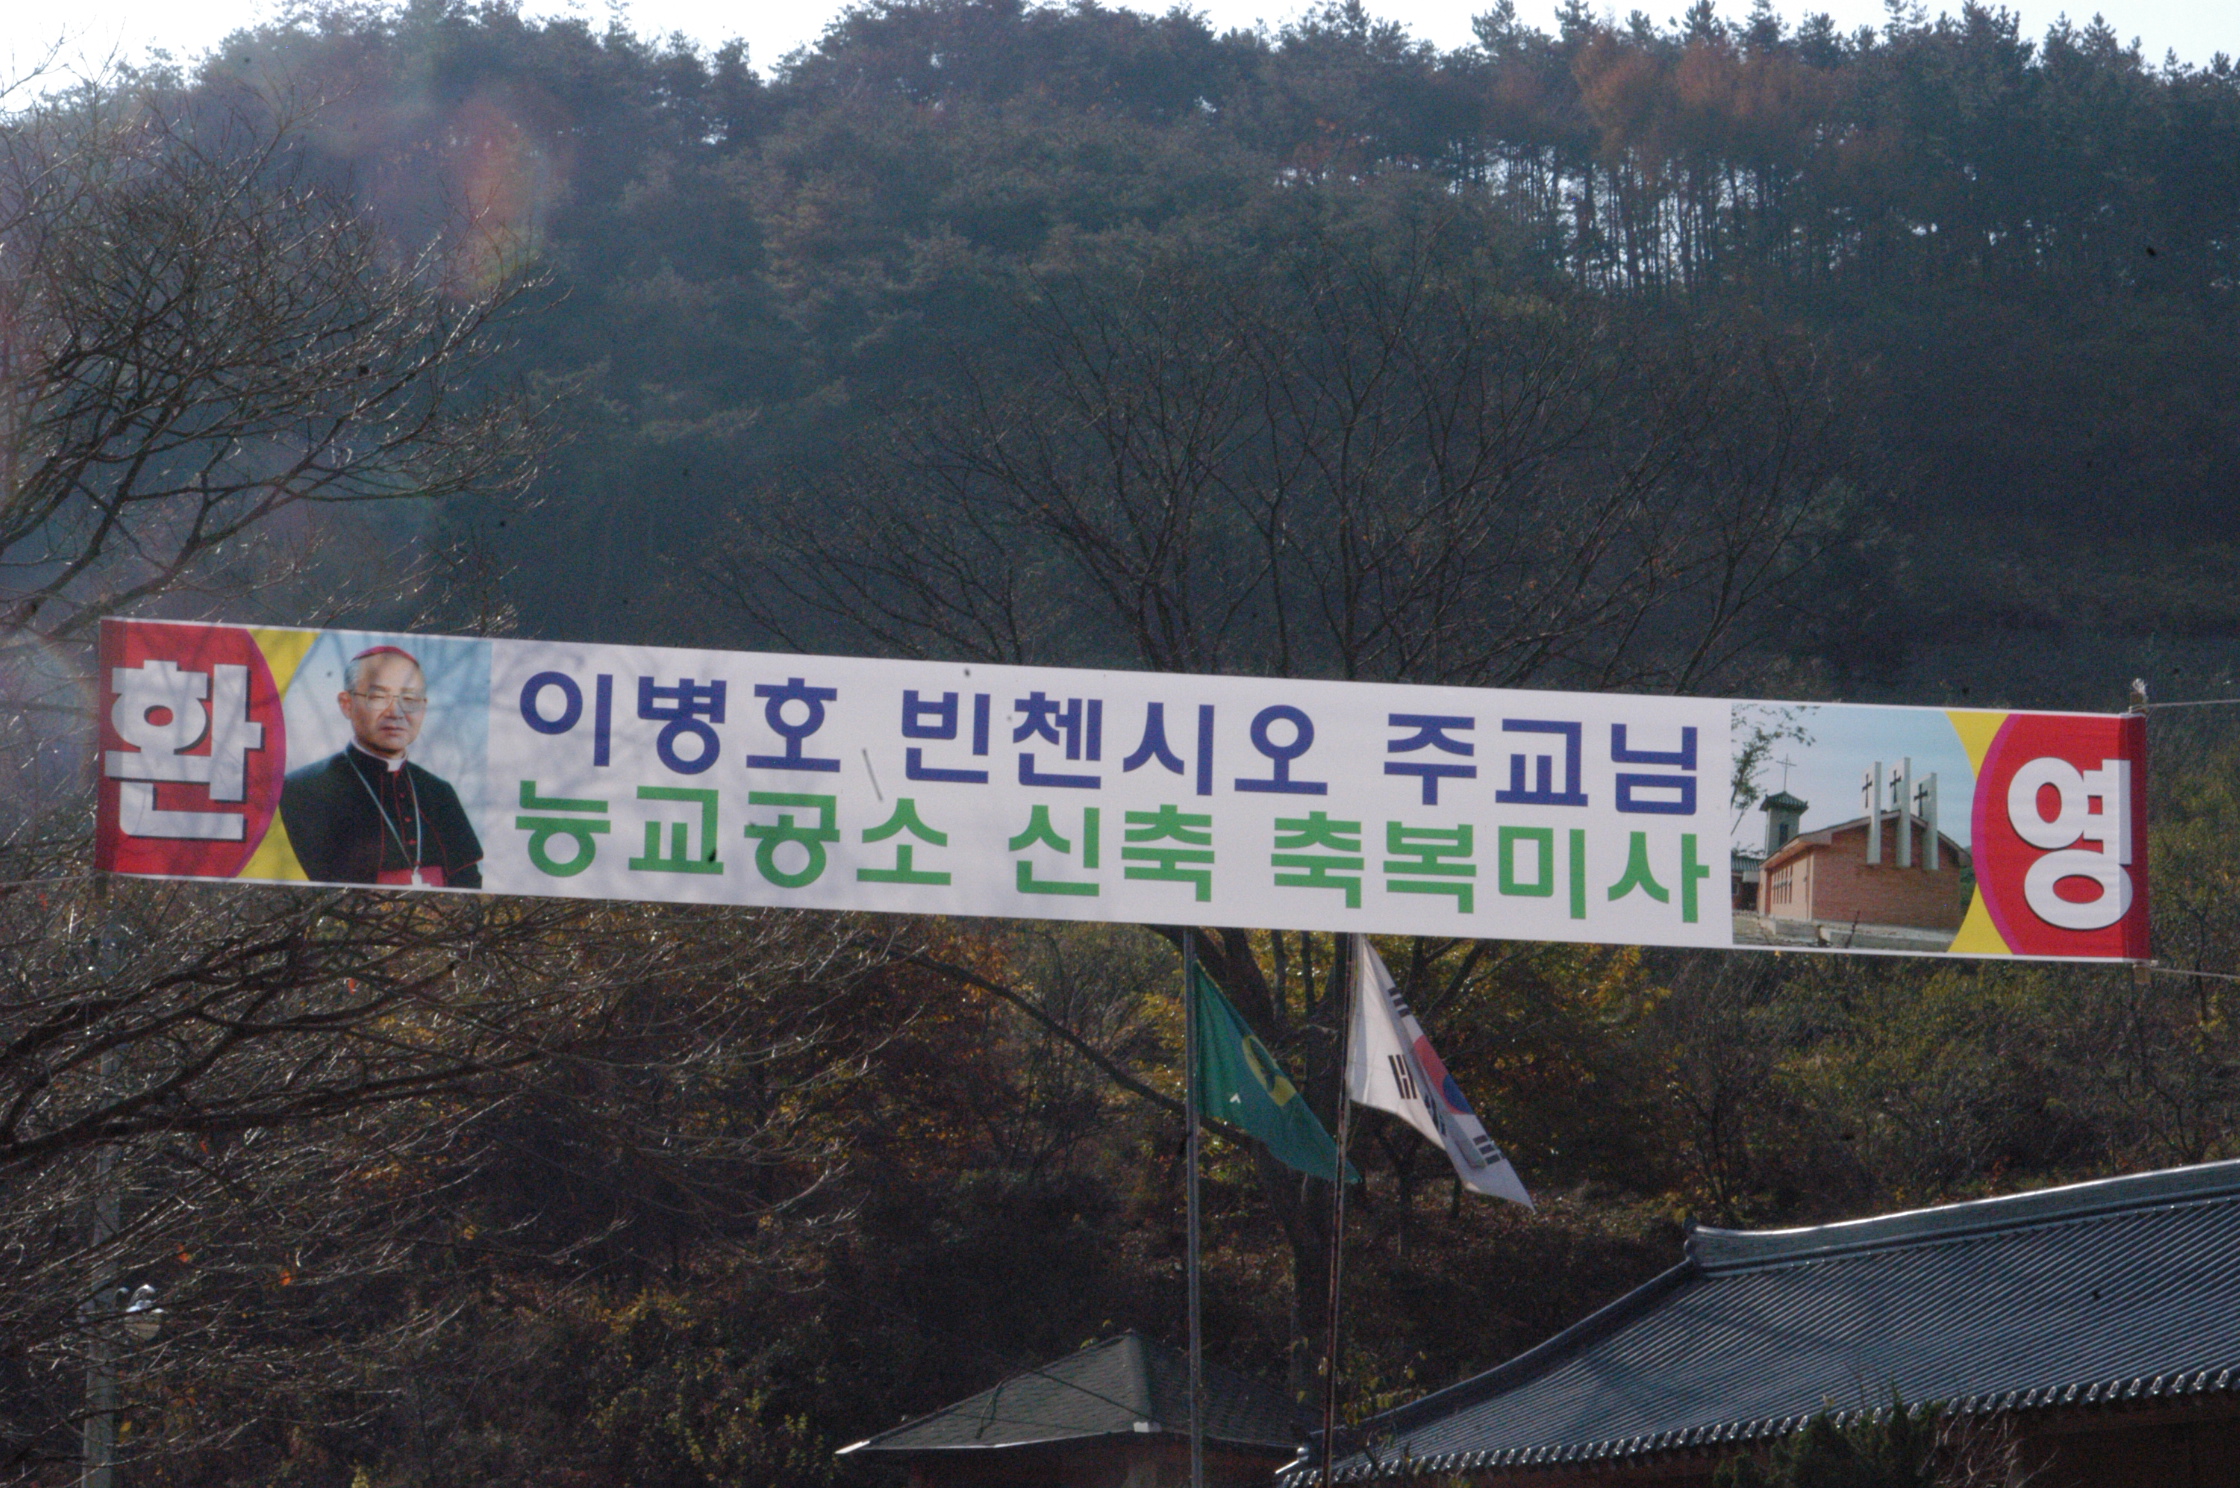 환
이병호 빈첸시오 주교님
능교공소 신축 축복미사
영